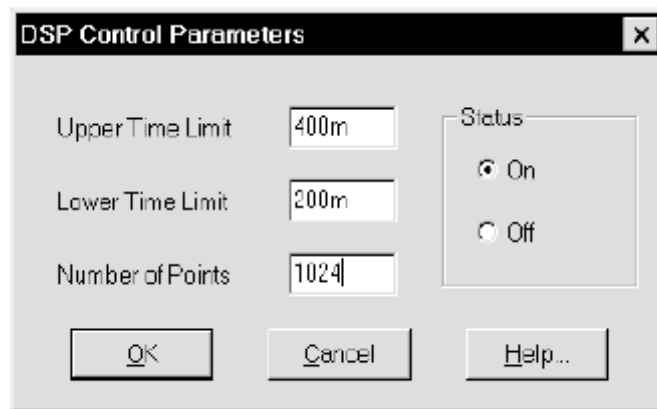 DSP Control Parameters
Upper Time Limit 400m
Lower Time Limit 200m
Number of Points 1024
Status
On
Off
OK Cancel Help...